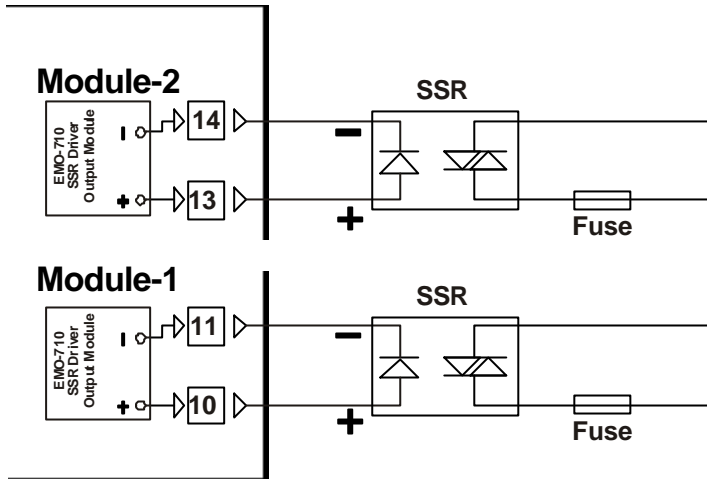 Module-2
EMO-710
SSR Driver
Output Module
-
+
14
13
-
+
SSR
Fuse
Module-1
EMO-710
SSR Driver
Output Module
-
+
11
10
-
+
SSR
Fuse